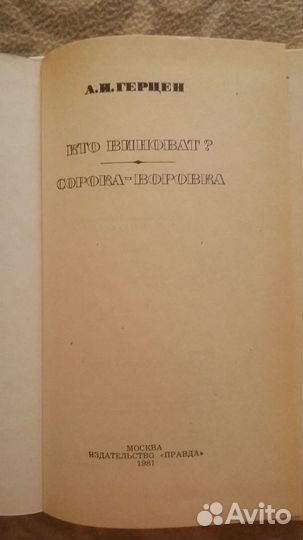 А.И.ГЕРЦЕН
КТО ВИНОВАТ?
СОРОКА-ВОРОВКА
МОСКВА
ИЗДАТЕЛЬСТВО «ПРАВДА»
1981
Avito